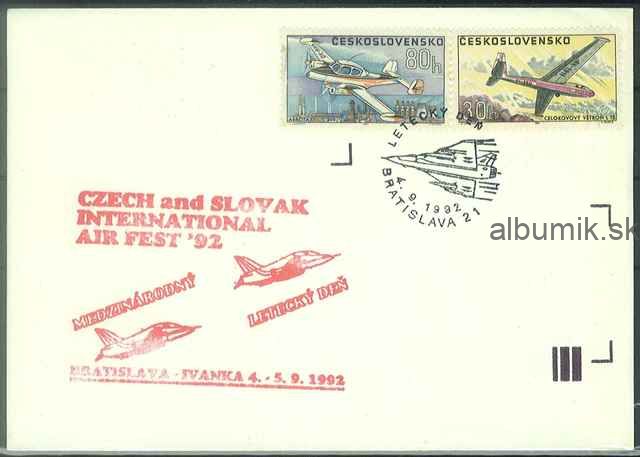 ČESKOSLOVENSKO
80h
ČESKOSLOVENSKO
30h
CELOKOVOVÝ VĚTROŇ L 13
LETECKÝ DEŇ
4. 9. 1992
BRATISLAVA 21
albumik.sk
CZECH and SLOVAK
INTERNATIONAL
AIR FEST '92
MEDZINÁRODNÝ
LETECKÝ DEŇ
BRATISLAVA - IVANKA 4. - 5. 9. 1992